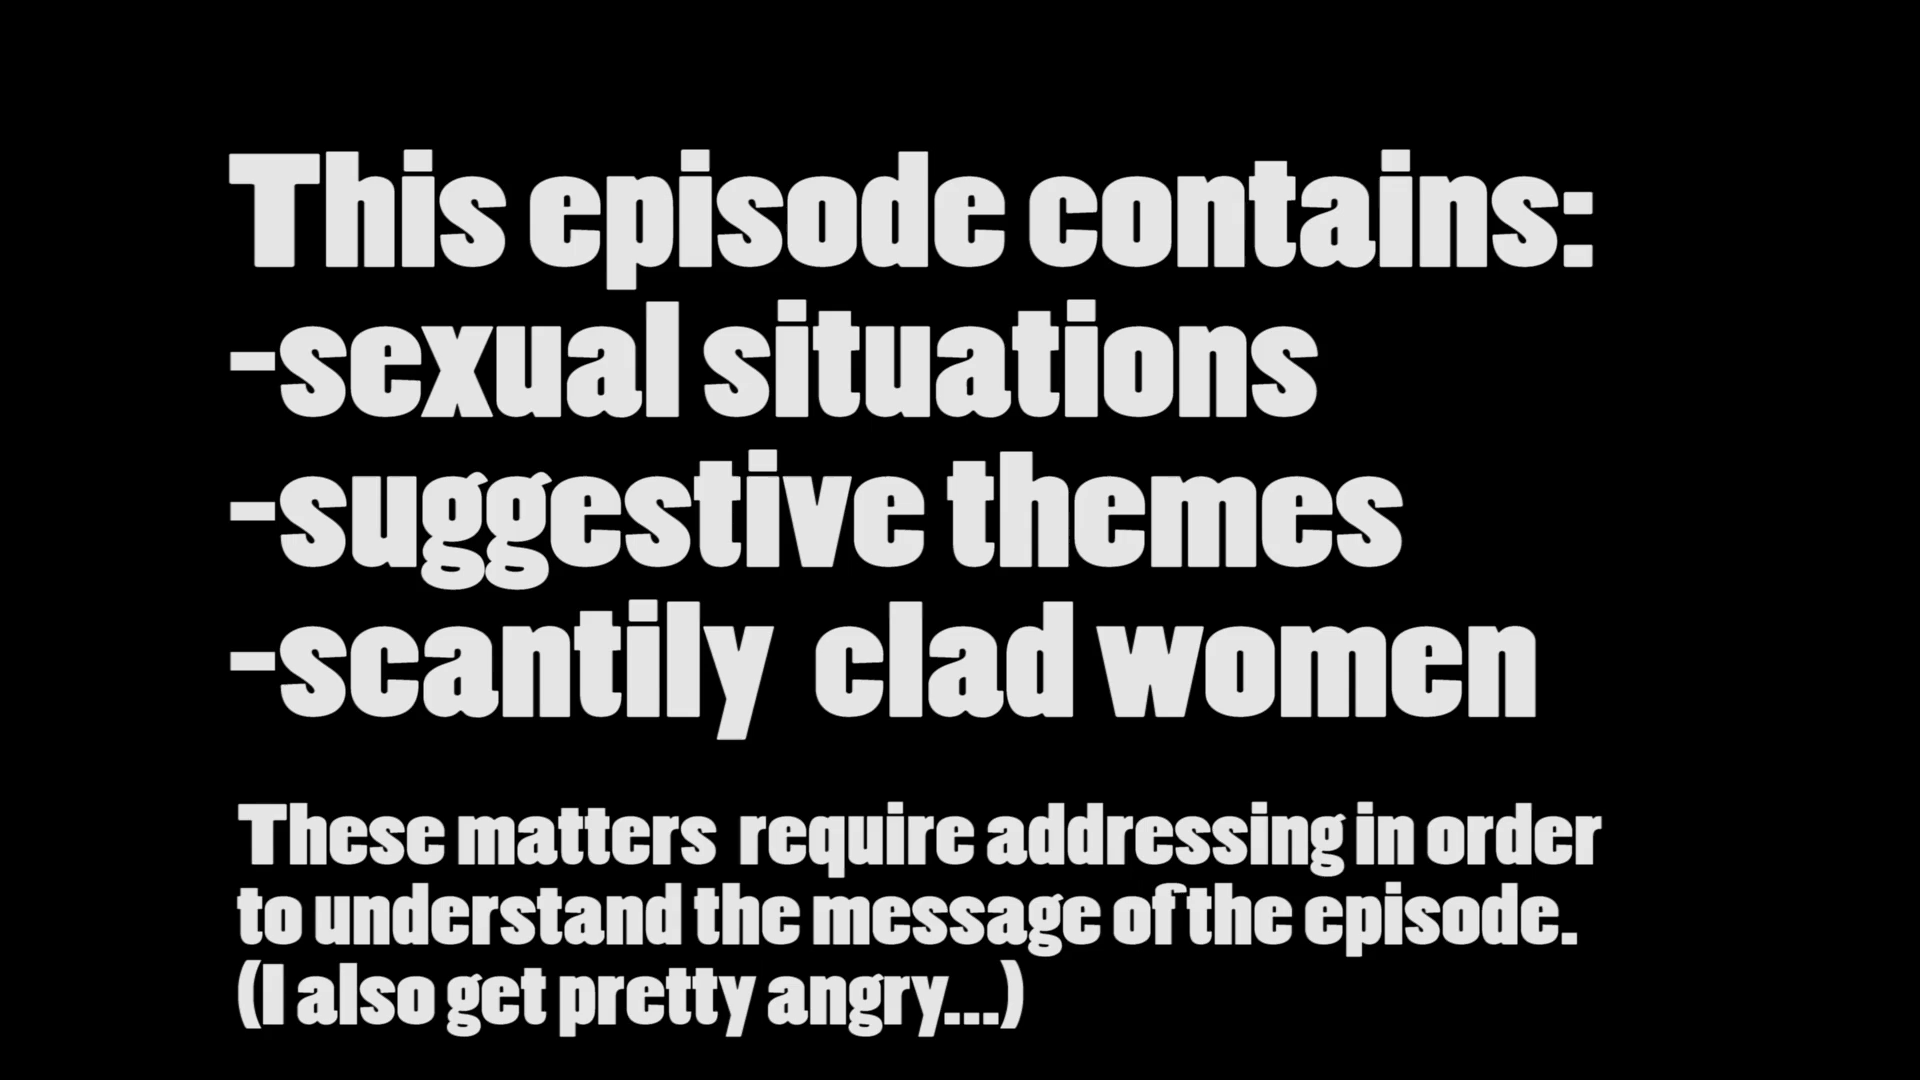 This episode contains:
-sexual situations
-suggestive themes
-scantily clad women
These matters require addressing in order
to understand the message of the episode.
(I also get pretty angry...)